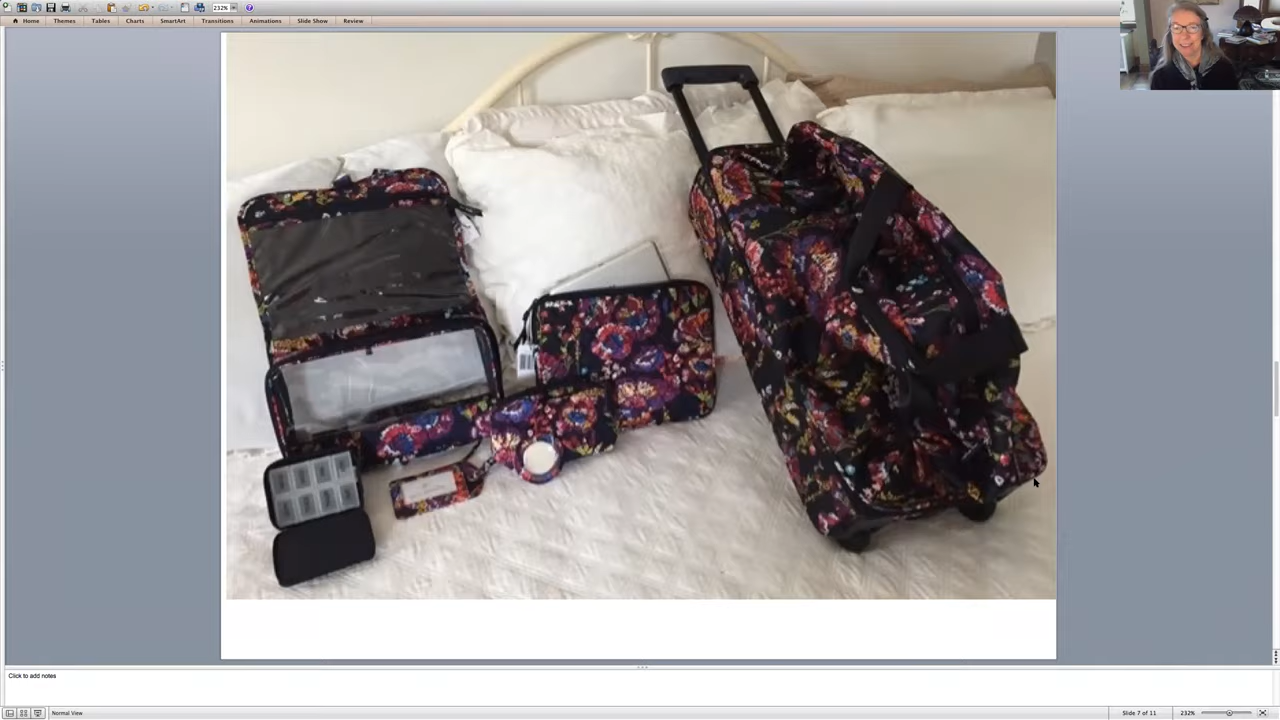 232%
Home Themes Tables Charts SmartArt Transitions Animations Slide Show Review
Click to add notes
Normal View Slide 7 of 11 232%